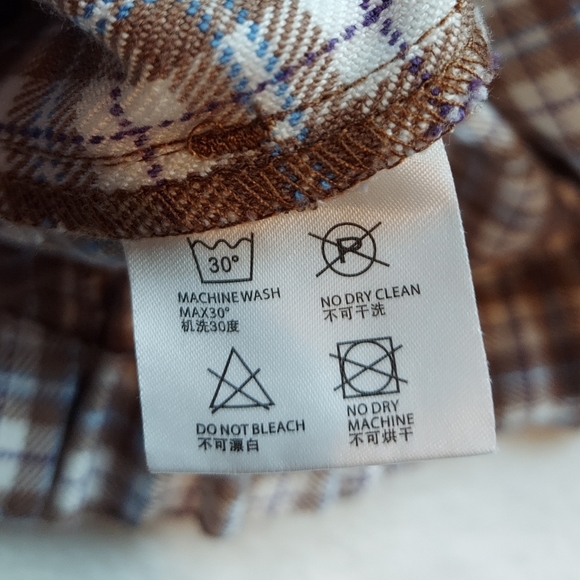 30°
MACHINE WASH
MAX30°
机洗30度
P
NO DRY CLEAN
不可干洗
DO NOT BLEACH
不可漂白
NO DRY
MACHINE
不可烘干